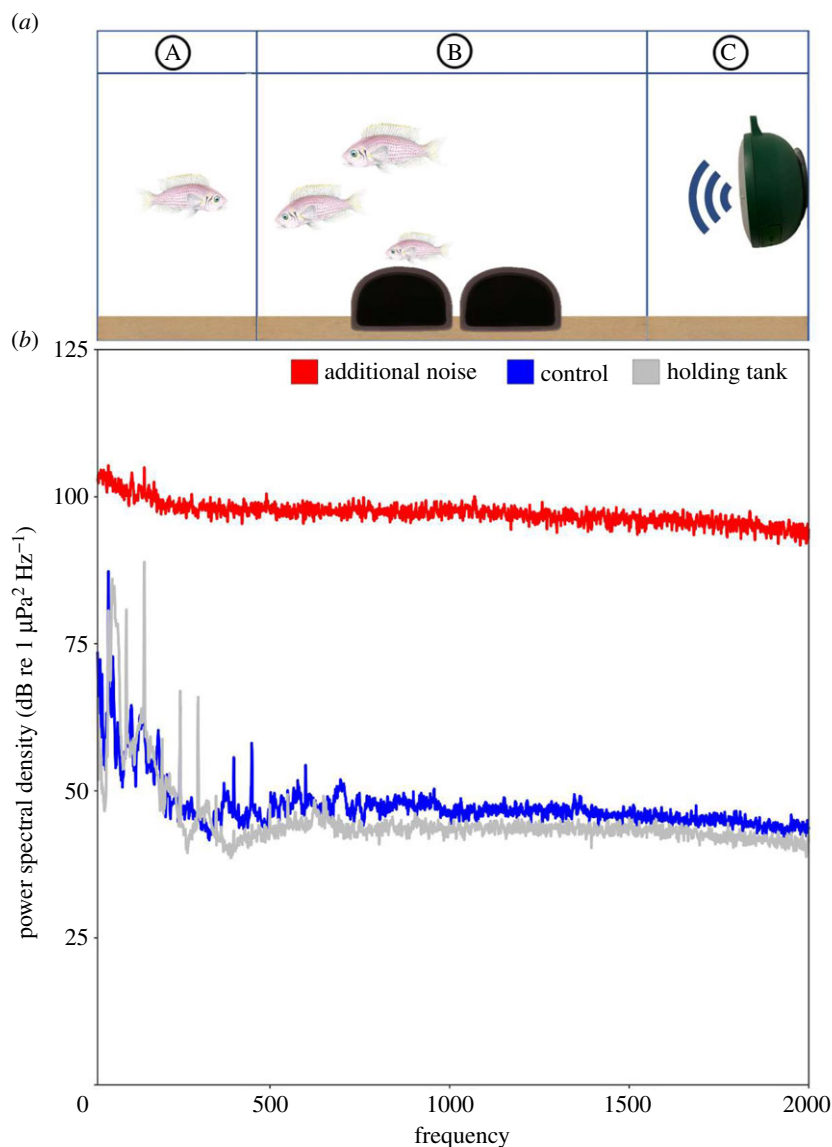 (a)
A B C
(b)
125
additional noise control holding tank
100
75
50
25
power spectral density (dB re 1 µPa² Hz⁻¹)
0 500 1000 1500 2000
frequency